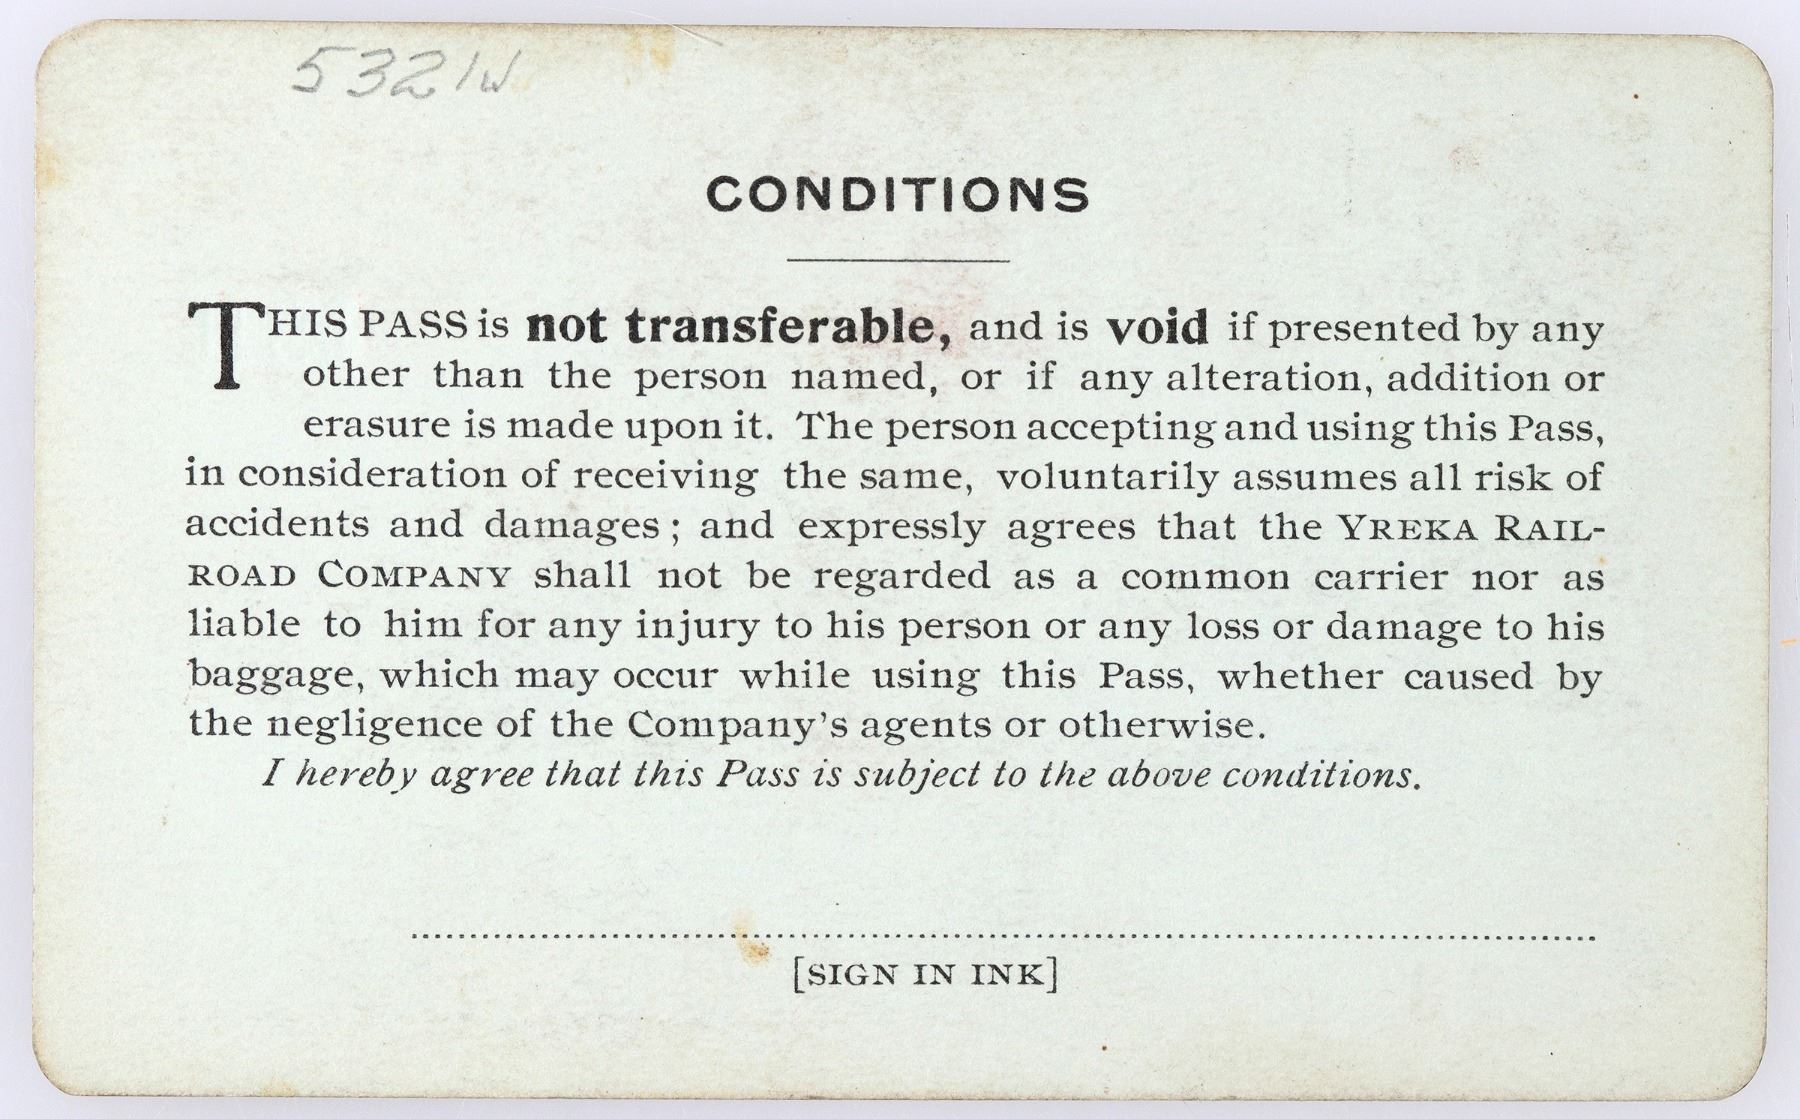 5321W
CONDITIONS
THIS PASS is not transferable, and is void if presented by any
other than the person named, or if any alteration, addition or
erasure is made upon it. The person accepting and using this Pass,
in consideration of receiving the same, voluntarily assumes all risk of
accidents and damages; and expressly agrees that the YREKA RAIL-
ROAD COMPANY shall not be regarded as a common carrier nor as
liable to him for any injury to his person or any loss or damage to his
baggage, which may occur while using this Pass, whether caused by
the negligence of the Company's agents or otherwise.
I hereby agree that this Pass is subject to the above conditions.
[SIGN IN INK]